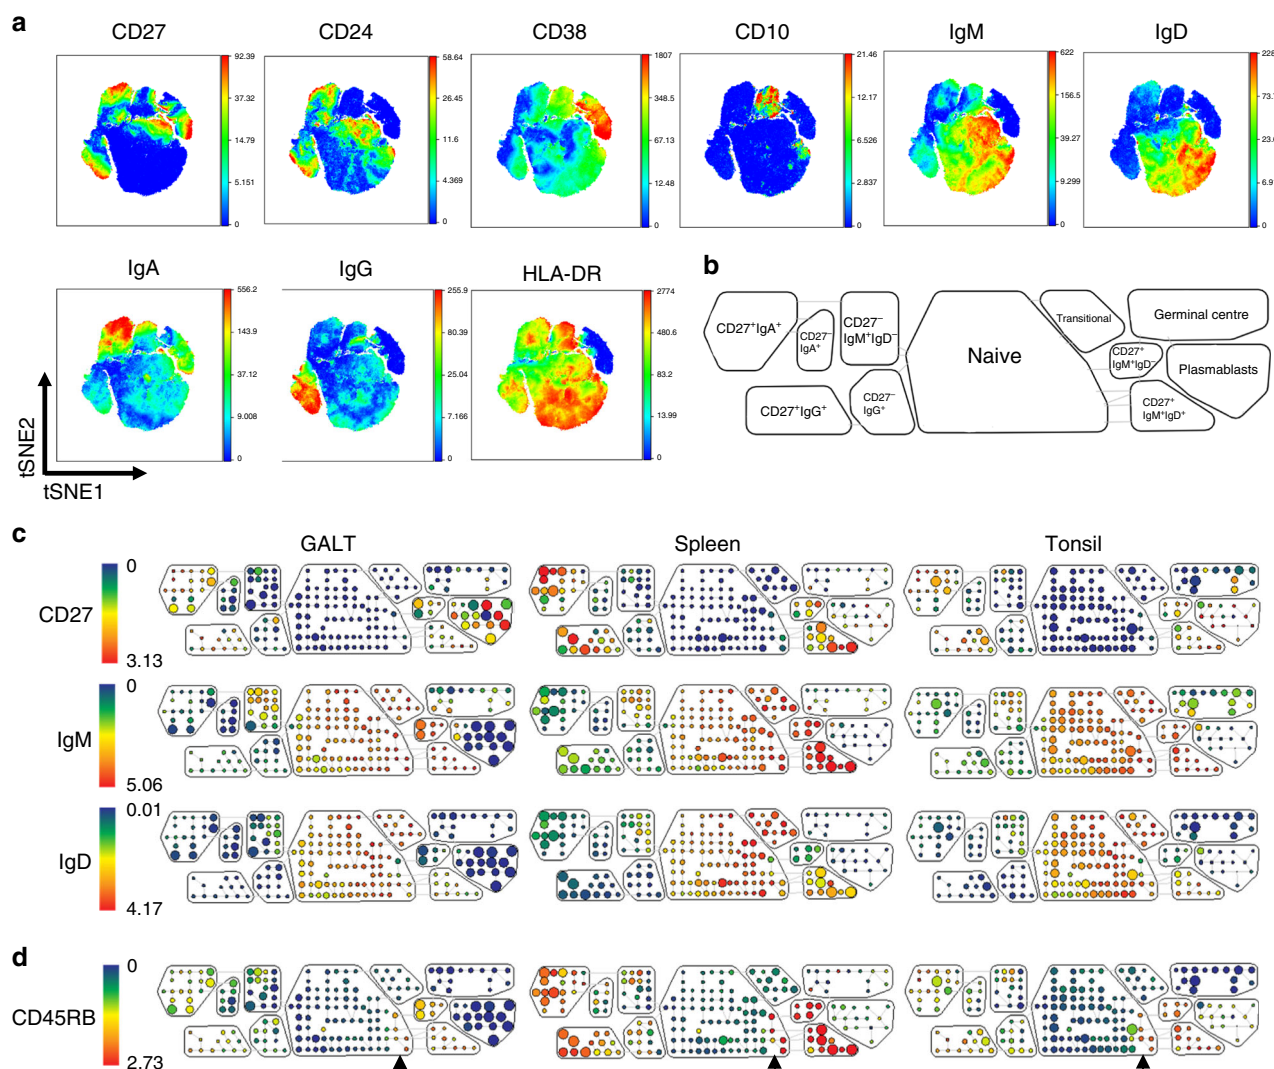 a
CD27
CD24
CD38
CD10
IgM
IgD
92.39
37.32
14.79
5.151
0
58.64
26.45
11.6
4.369
0
1807
348.5
67.13
12.48
0
21.46
12.17
6.526
2.837
0
622
156.5
39.27
9.299
0
228
73.
23.
6.9
0
IgA
IgG
HLA-DR
556.2
143.9
37.12
9.008
0
255.9
80.39
25.04
7.166
0
2774
480.6
83.2
13.99
0
tSNE2
tSNE1
b
CD27⁺IgA⁺
CD27⁻
IgA⁺
CD27⁻
IgM⁺IgD⁻
Naive
Transitional
Germinal centre
CD27⁺
IgM⁺IgD⁻
Plasmablasts
CD27⁺IgG⁺
CD27⁻
IgG⁺
CD27⁺
IgM⁺IgD⁺
c
GALT
Spleen
Tonsil
CD27
0
3.13
IgM
0
5.06
IgD
0.01
4.17
d
CD45RB
0
2.73